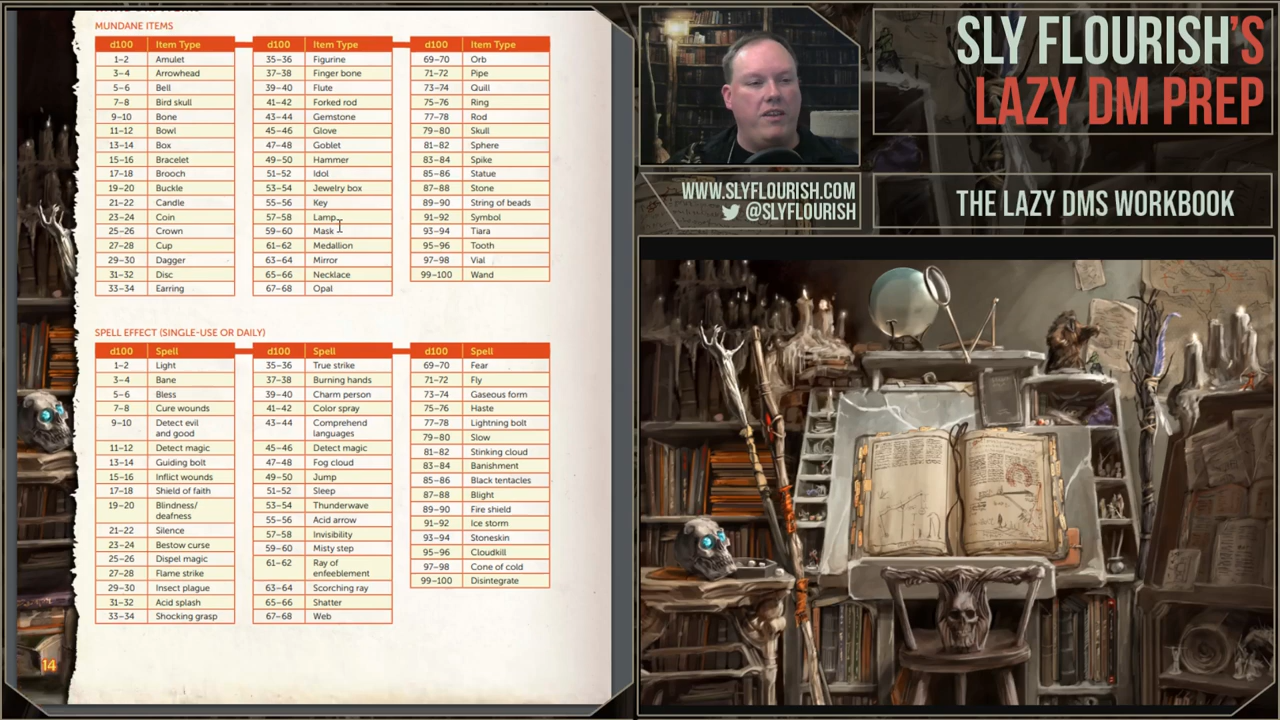 MUNDANE ITEMS
d100 Item Type
1–2 Amulet
3–4 Arrowhead
5–6 Bell
7–8 Bird skull
9–10 Bone
11–12 Bowl
13–14 Box
15–16 Bracelet
17–18 Brooch
19–20 Buckle
21–22 Candle
23–24 Coin
25–26 Crown
27–28 Cup
29–30 Dagger
31–32 Disc
33–34 Earring
d100 Item Type
35–36 Figurine
37–38 Finger bone
39–40 Flute
41–42 Forked rod
43–44 Gemstone
45–46 Glove
47–48 Goblet
49–50 Hammer
51–52 Idol
53–54 Jewelry box
55–56 Key
57–58 Lamp
59–60 Mask
61–62 Medallion
63–64 Mirror
65–66 Necklace
67–68 Opal
d100 Item Type
69–70 Orb
71–72 Pipe
73–74 Quill
75–76 Ring
77–78 Rod
79–80 Skull
81–82 Sphere
83–84 Spike
85–86 Statue
87–88 Stone
89–90 String of beads
91–92 Symbol
93–94 Tiara
95–96 Tooth
97–98 Vial
99–100 Wand
SPELL EFFECT (SINGLE-USE OR DAILY)
d100 Spell
1–2 Light
3–4 Bane
5–6 Bless
7–8 Cure wounds
9–10 Detect evil
and good
11–12 Detect magic
13–14 Guiding bolt
15–16 Inflict wounds
17–18 Shield of faith
19–20 Blindness/
deafness
21–22 Silence
23–24 Bestow curse
25–26 Dispel magic
27–28 Flame strike
29–30 Insect plague
31–32 Acid splash
33–34 Shocking grasp
d100 Spell
35–36 True strike
37–38 Burning hands
39–40 Charm person
41–42 Color spray
43–44 Comprehend
languages
45–46 Detect magic
47–48 Fog cloud
49–50 Jump
51–52 Sleep
53–54 Thunderwave
55–56 Acid arrow
57–58 Invisibility
59–60 Misty step
61–62 Ray of
enfeeblement
63–64 Scorching ray
65–66 Shatter
67–68 Web
d100 Spell
69–70 Fear
71–72 Fly
73–74 Gaseous form
75–76 Haste
77–78 Lightning bolt
79–80 Slow
81–82 Stinking cloud
83–84 Banishment
85–86 Black tentacles
87–88 Blight
89–90 Fire shield
91–92 Ice storm
93–94 Stoneskin
95–96 Cloudkill
97–98 Cone of cold
99–100 Disintegrate
14
SLY FLOURISH'S
LAZY DM PREP
WWW.SLYFLOURISH.COM
@SLYFLOURISH
THE LAZY DMS WORKBOOK